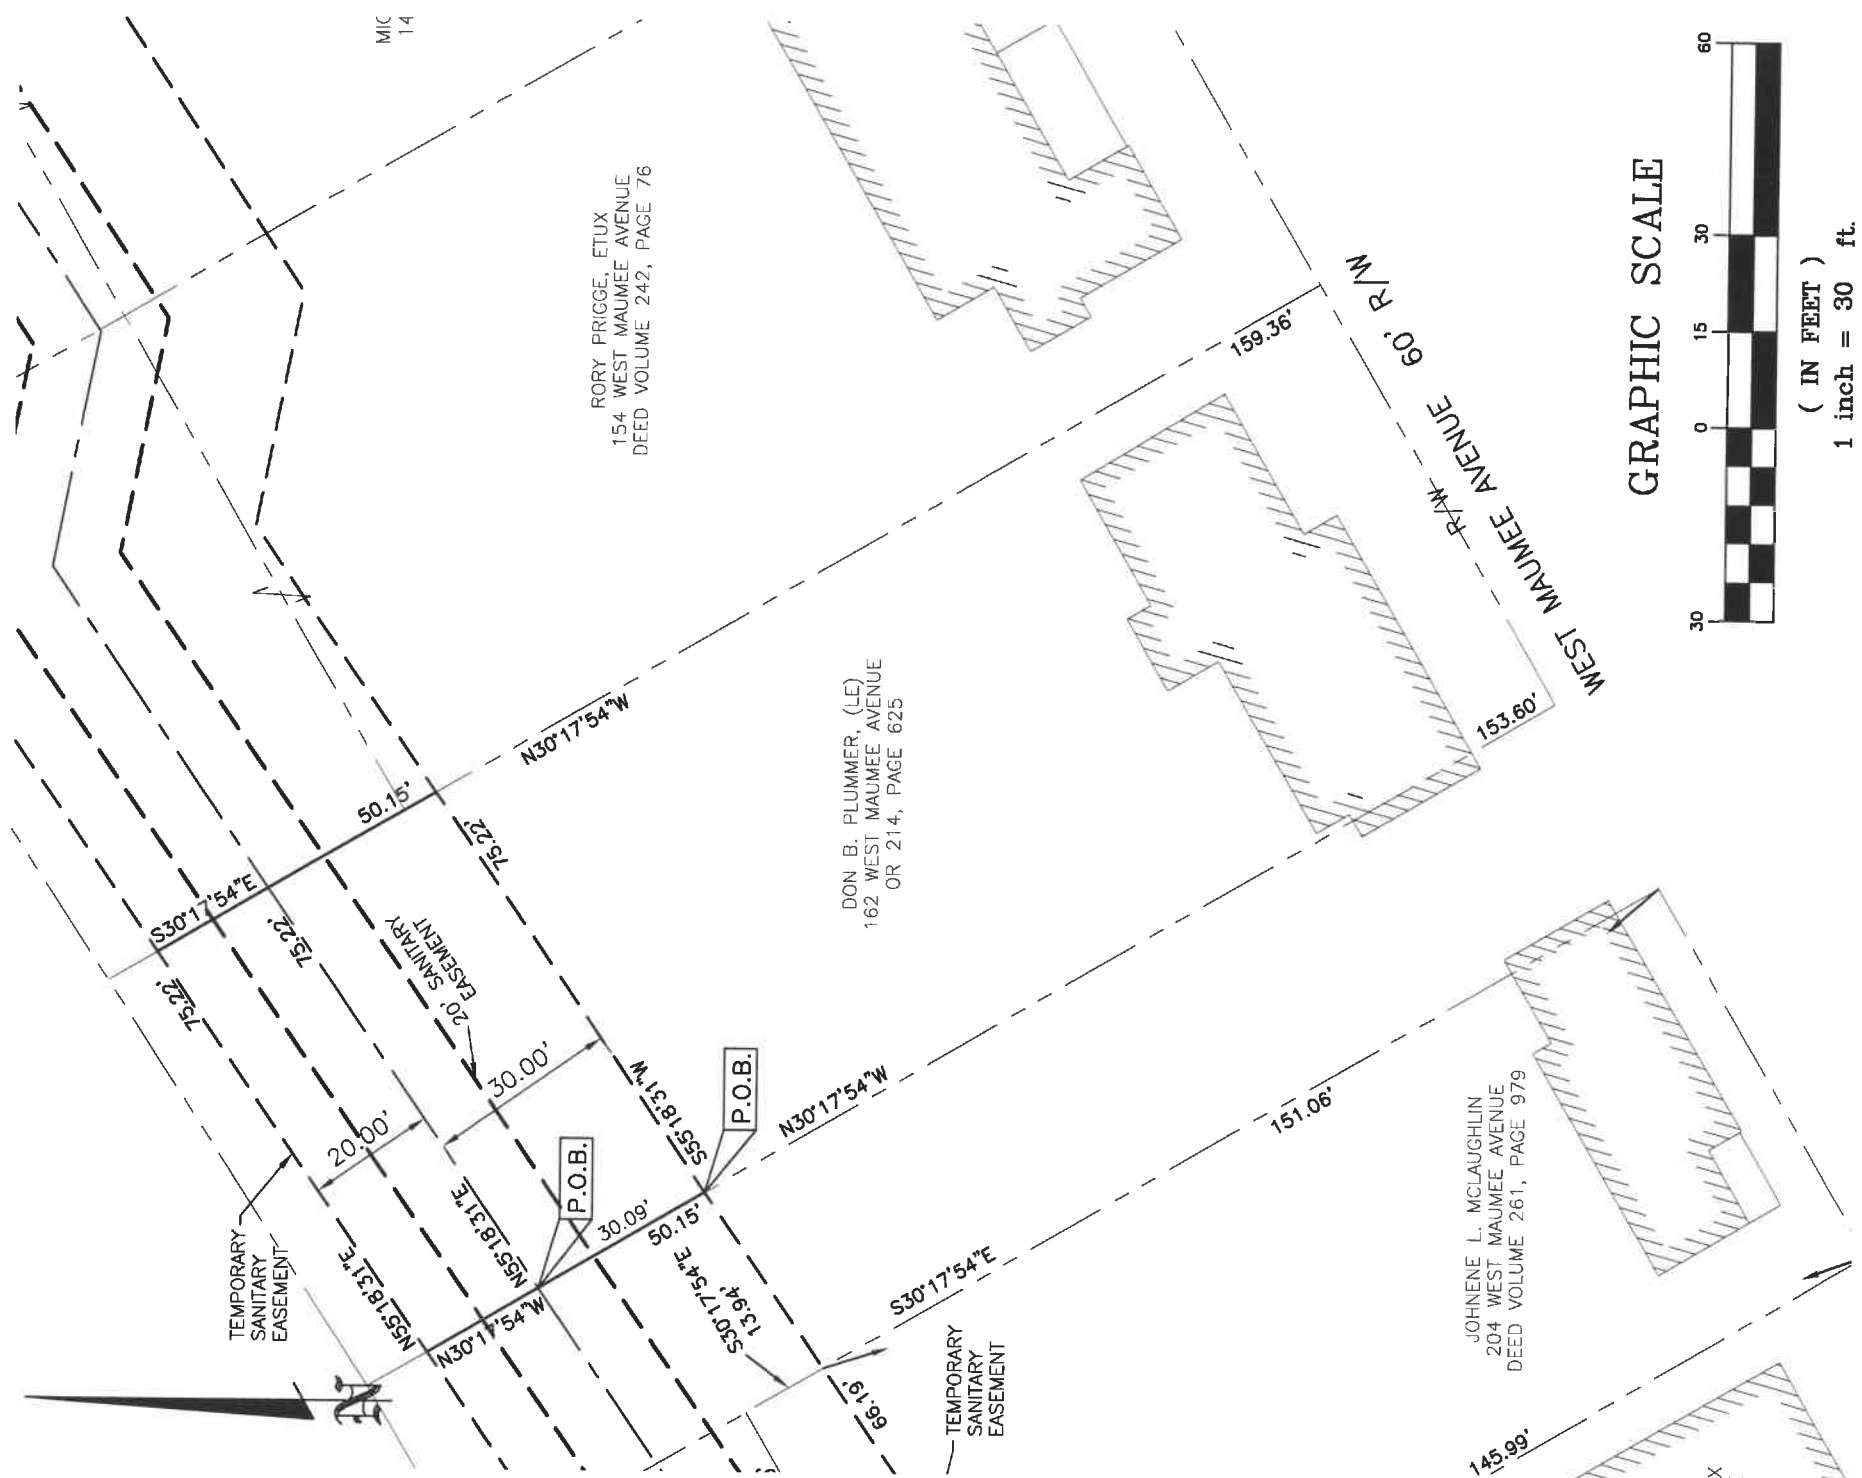 MIC
14
RORY PRIGGE, ETUX
154 WEST MAUMEE AVENUE
DEED VOLUME 242, PAGE 76
159.36'
WEST MAUMEE AVENUE 60' R/W
R/W
GRAPHIC SCALE
30
0
15
30
60
( IN FEET )
1 inch = 30 ft.
N30°17'54"W
50.15'
S30°17'54"E
75.22'
75.22'
75.22'
20' SANITARY
EASEMENT
DON B. PLUMMER, (LE)
162 WEST MAUMEE AVENUE
OR 214, PAGE 625
153.60'
20.00'
30.00'
S55°18'31"W
P.O.B.
P.O.B.
N30°17'54"W
151.06'
TEMPORARY
SANITARY
EASEMENT
N55°18'31"E
N55°18'31"E
N30°17'54"W
30.09'
50.15'
S30°17'54"E
13.94'
S30°17'54"E
66.19'
TEMPORARY
SANITARY
EASEMENT
JOHNENE L. MCLAUGHLIN
204 WEST MAUMEE AVENUE
DEED VOLUME 261, PAGE 979
145.99'
N